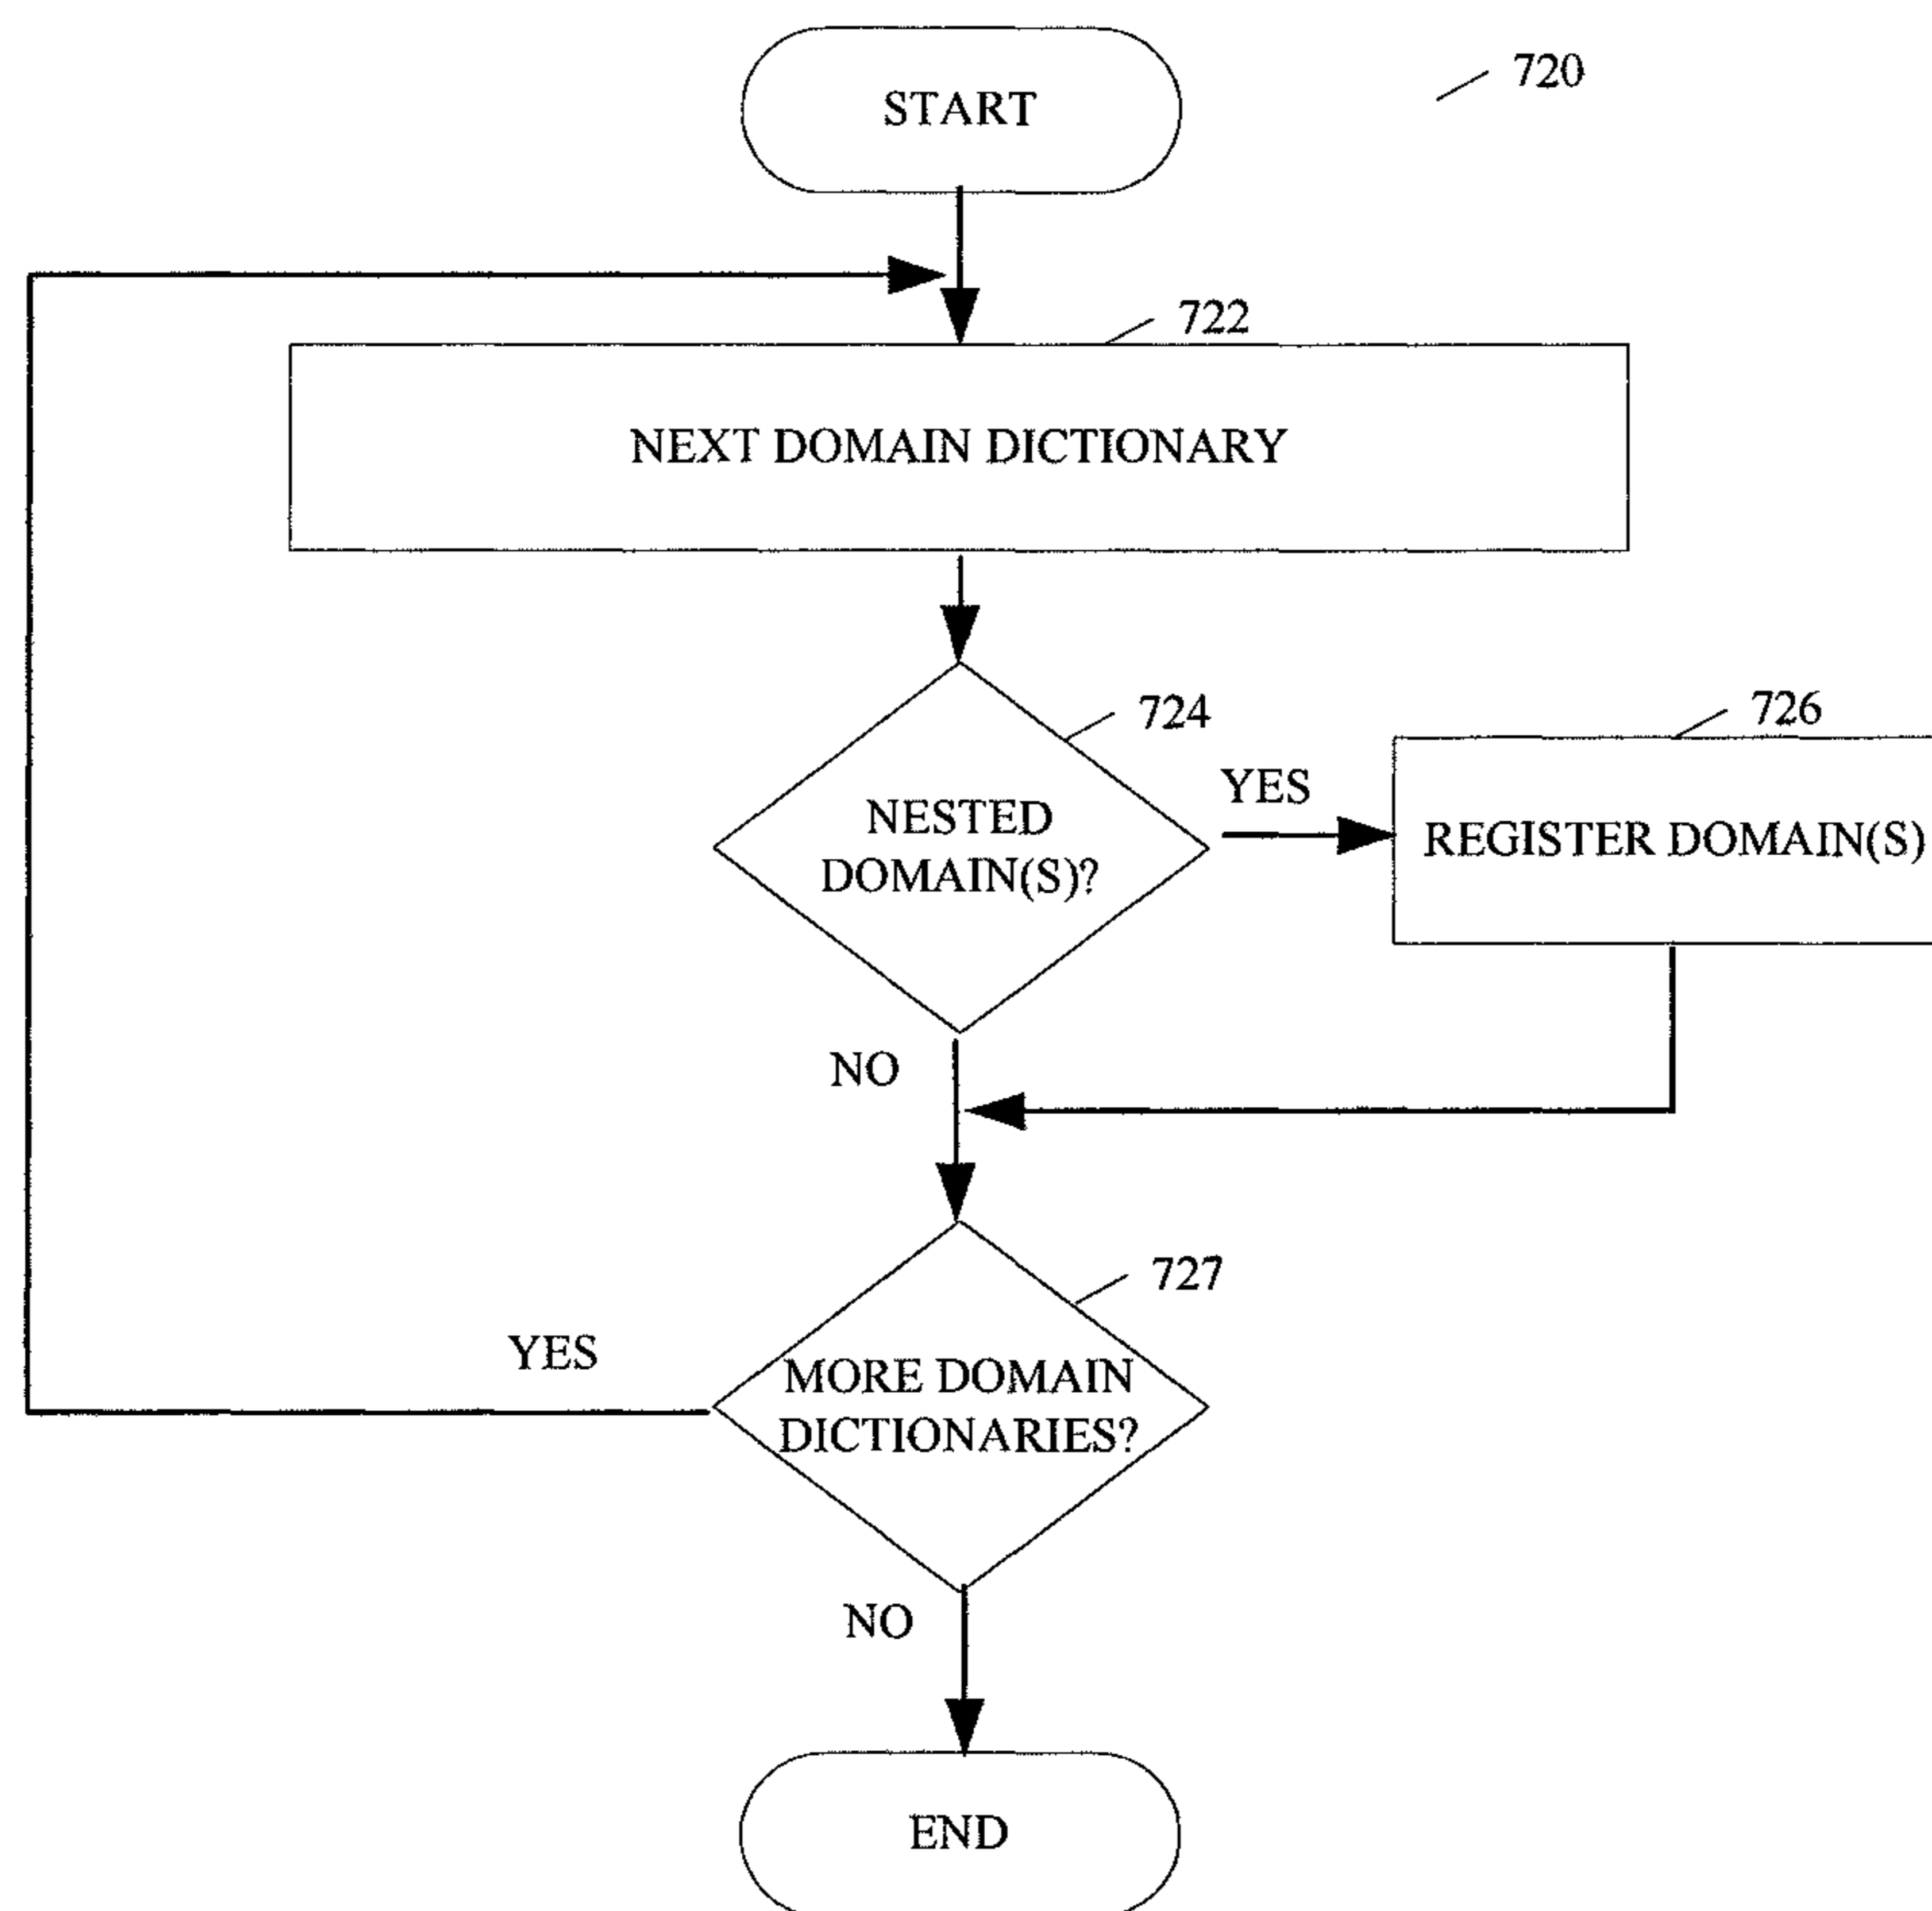 START
720
722
NEXT DOMAIN DICTIONARY
724
726
NESTED
DOMAIN(S)?
YES
REGISTER DOMAIN(S)
NO
727
YES
MORE DOMAIN
DICTIONARIES?
NO
END